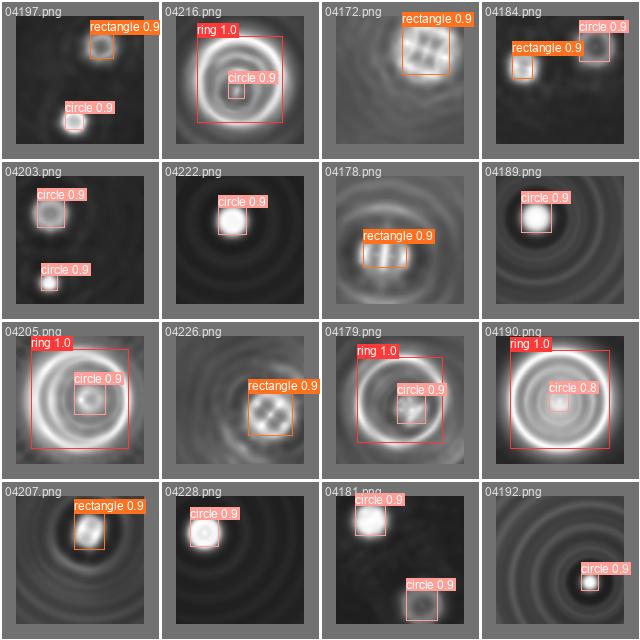 04197.png
rectangle 0.9
circle 0.9
04216.png
ring 1.0
circle 0.9
04172.png
rectangle 0.9
04184.png
circle 0.9
rectangle 0.9
04203.png
circle 0.9
circle 0.9
04222.png
circle 0.9
04178.png
rectangle 0.9
04189.png
circle 0.9
04205.png
ring 1.0
circle 0.9
04226.png
rectangle 0.9
04179.png
ring 1.0
circle 0.9
04190.png
ring 1.0
circle 0.8
04207.png
rectangle 0.9
04228.png
circle 0.9
04181.png
circle 0.9
circle 0.9
04192.png
circle 0.9